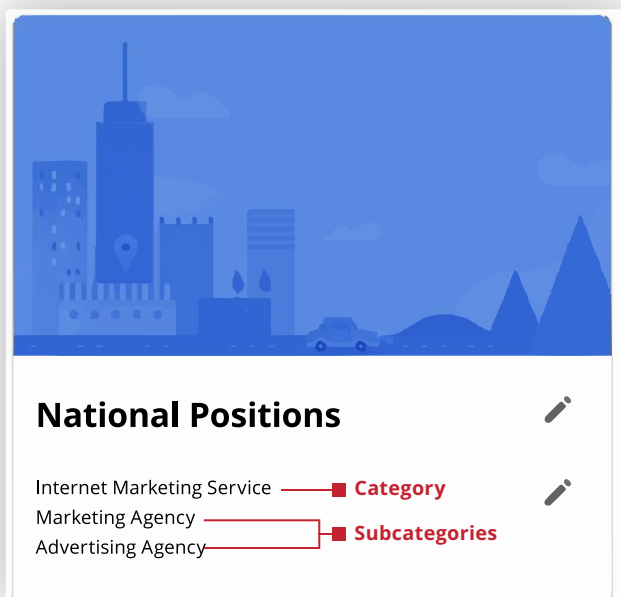 National Positions
Internet Marketing Service Category
Marketing Agency
Subcategories
Advertising Agency